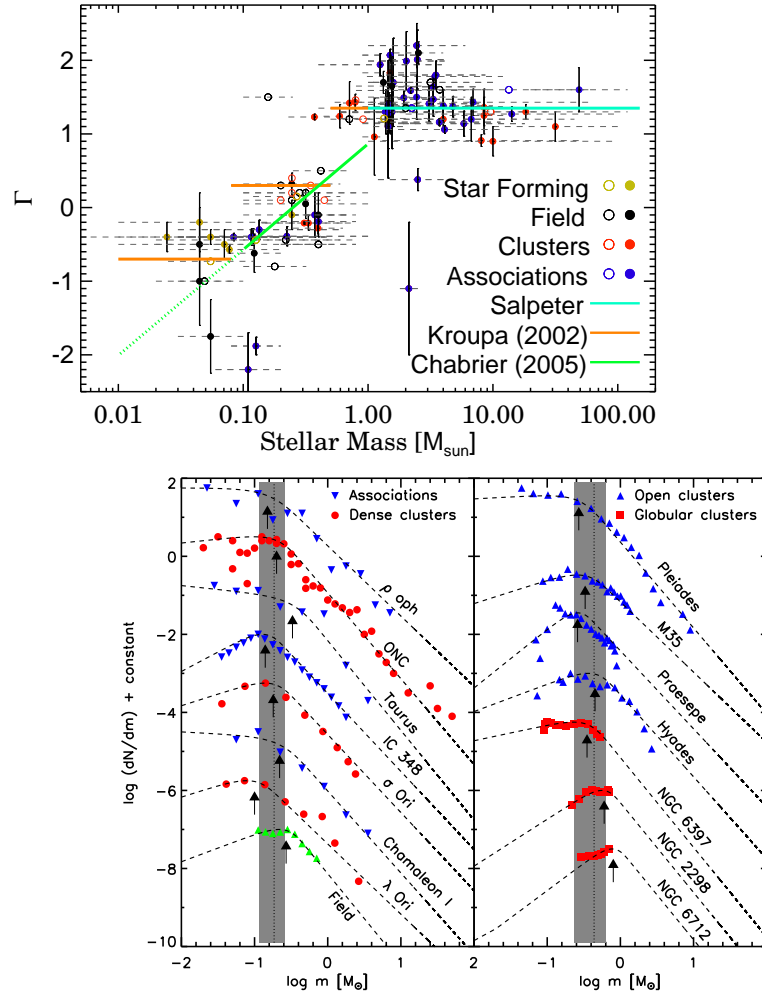 Γ
2
1
0
-1
-2
Star Forming
Field
Clusters
Associations
Salpeter
Kroupa (2002)
Chabrier (2005)
0.01 0.10 1.00 10.00 100.00
Stellar Mass [M_sun]
log (dN/dm) + constant
2
0
-2
-4
-6
-8
-10
Associations
Dense clusters
ρ oph
ONC
Taurus
IC 348
σ Ori
Chamaleon I
λ Ori
Field
-2 -1 0 1 2
log m [M⊙]
Open clusters
Globular clusters
Pleiades
M35
Praesepe
Hyades
NGC 6397
NGC 2298
NGC 6712
-2 -1 0 1
log m [M⊙]